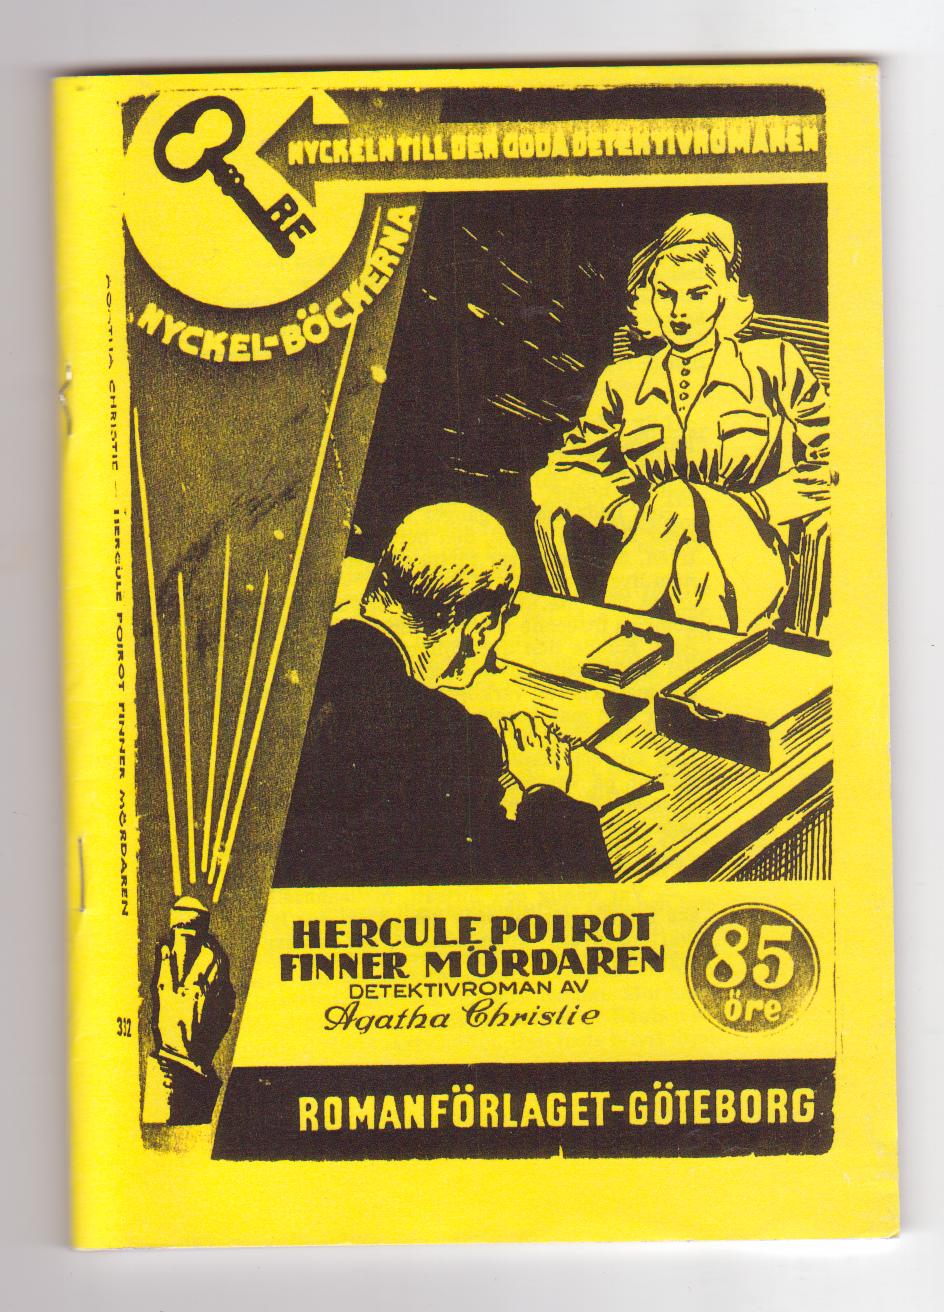 NYCKELN TILL DEN GODA DETEKTIVROMANEN
RF
NYCKEL-BÖCKERNA
AGATHA CHRISTIE – HERCULE POIROT FINNER MÖRDAREN
HERCULE POIROT
FINNER MÖRDAREN
DETEKTIVROMAN AV
Agatha Christie
85
öre
352
ROMANFÖRLAGET-GÖTEBORG